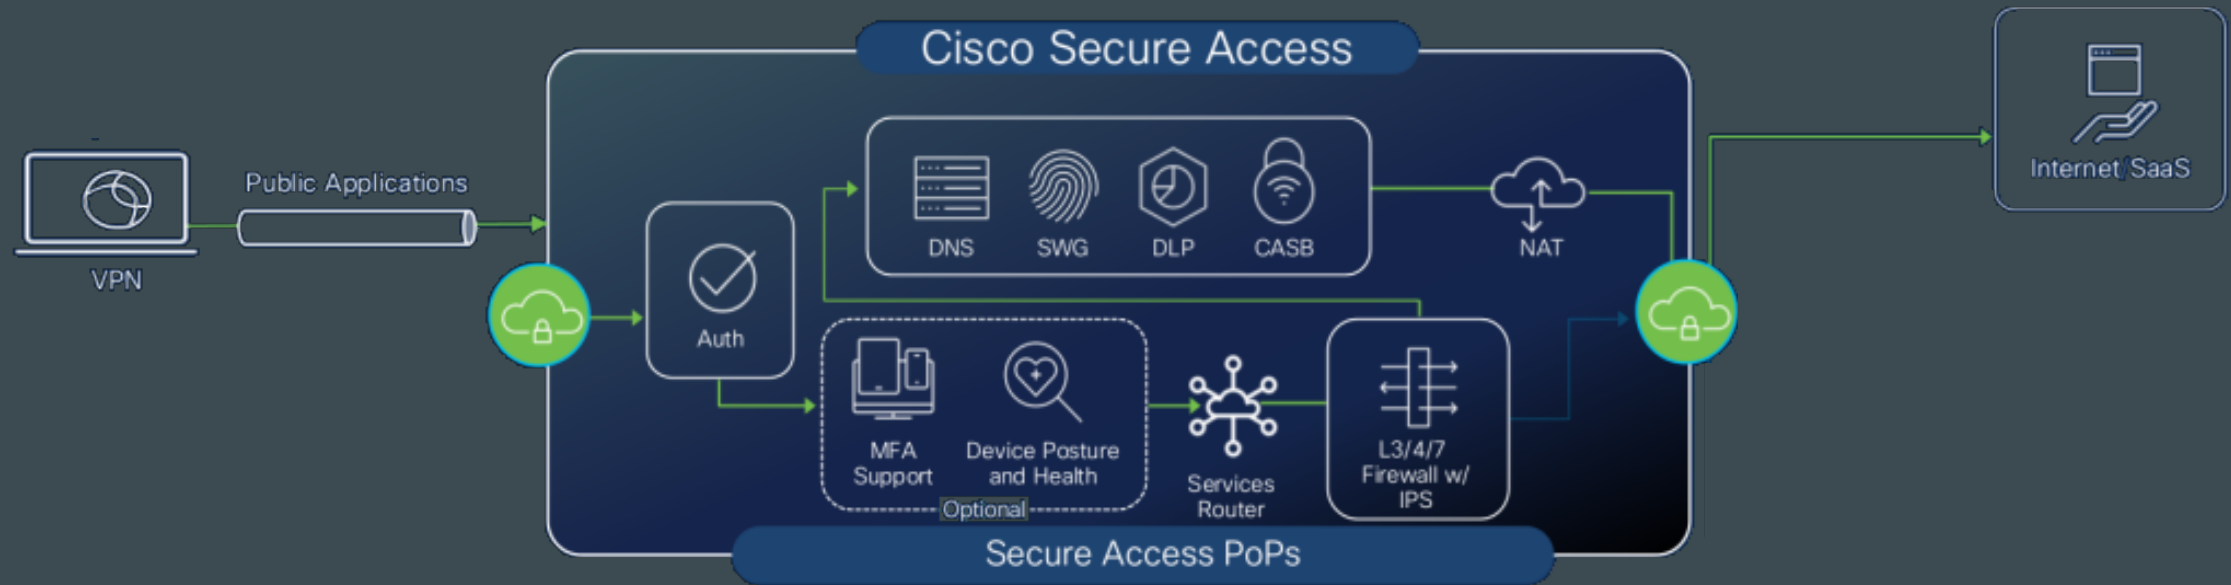 Cisco Secure Access
Internet/SaaS
Public Applications
VPN
DNS
SWG
DLP
CASB
NAT
Auth
MFA
Support
Device Posture
and Health
Optional
Services
Router
L3/4/7
Firewall w/
IPS
Secure Access PoPs